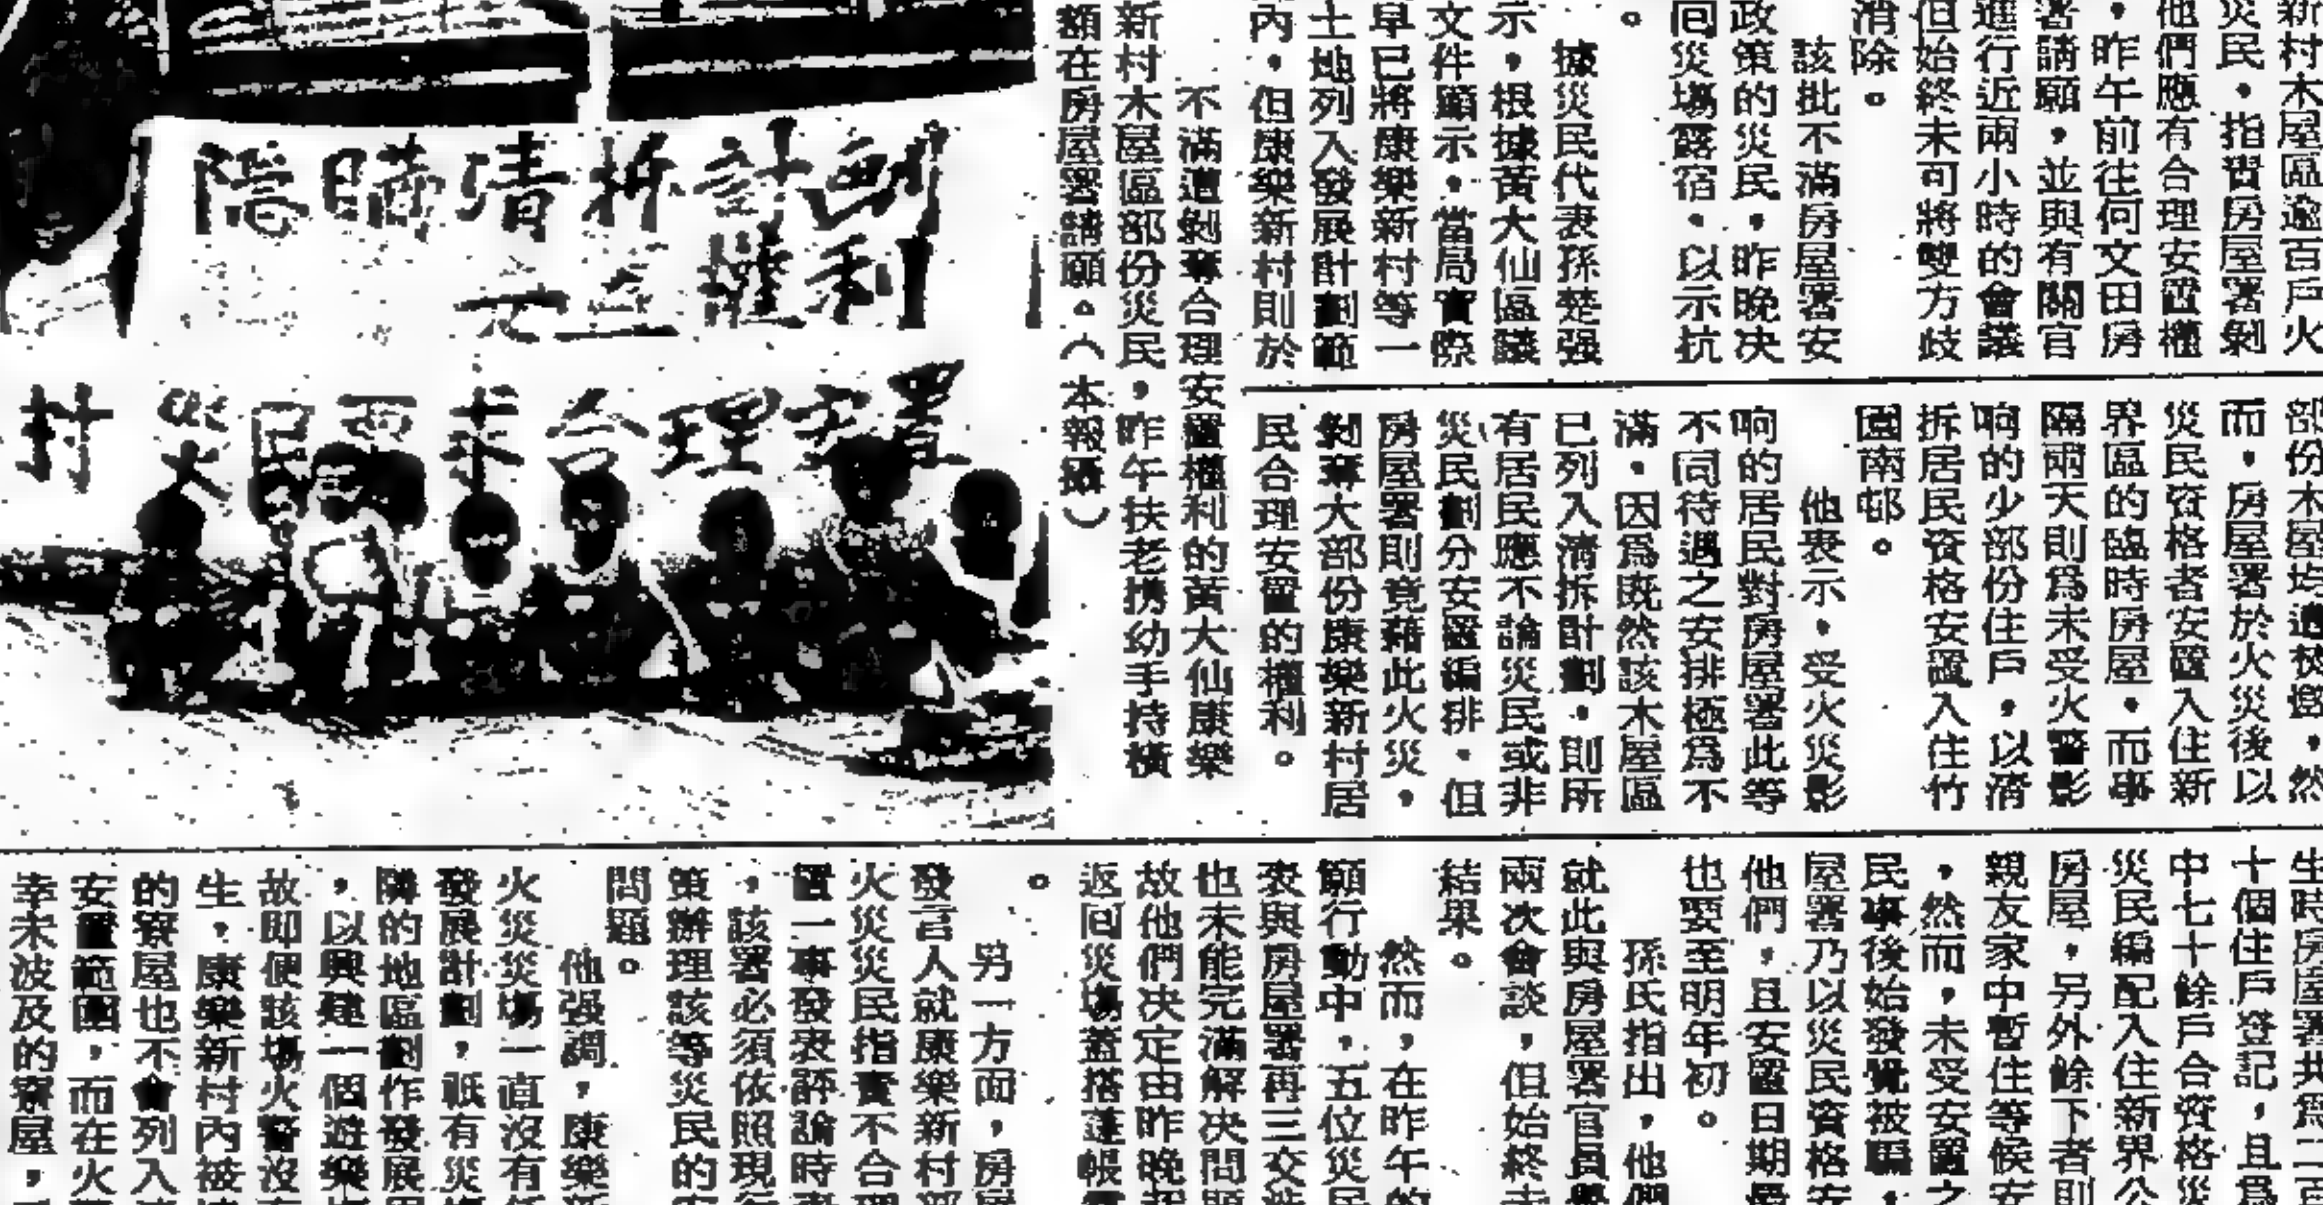 新村木屋區逾百戶火
災民，指責房屋署剝
他們應有合理安置權
，昨午前往何文田房
署請願，並與有關官
進行近兩小時的會議
但始終未可將雙方歧
消除。
該批不滿房屋署安
政策的災民，昨晚決
回災場露宿，以示抗
。
據災民代表孫楚强
示，根據黃大仙區議
文件顯示，當局實際
早已將康樂新村等一
土地列入發展計劃範
內，但康樂新村則於
部份木屋
而，房屋署於火災後以
災民資格者安置入住新
界區的臨時房屋，而事
隔兩天則爲未受火警影
响的少部份住戶，以清
拆居民資格安置入住竹
園南邨。
他表示，受火災影
响的居民對房屋署此等
不同待遇之安排極爲不
滿，因爲既然該木屋區
已列入清拆計劃，則所
有居民應不論災民或非
災民劃分安置編排，但
房屋署則竟藉此火災，
剝奪大部份康樂新村居
民合理安置的權利。
不滿遭剝奪合理安置權利的黃大仙康樂
新村木屋區部份災民，昨午扶老携幼手持橫
額在房屋署請願。（本報攝）
隱瞞清拆計劃
權利
村災民要求合理安置
生時房屋署共爲二百
十個住戶登記，且爲
中七十餘戶合資格災
災民編配入住新界公
房屋，另外餘下者則
親友家中暫住等候安
，然而，未受安置之
民事後始發覺被騙，
屋署乃以災民資格安
他們，且安置日期
也要至明年初。
孫氏指出，他們
就此與房屋署官員
兩次會談，但始終
結果。
然而，在昨午的
願行動中，五位災民
表與房屋署再三交
也未能完滿解决問題
故他們决定由昨晚
返回災場蓋搭蓬帳
。
另一方面，房屋
發言人就康樂新村部
火災災民指責不合理
置一事發表評論時
，該署必須依照現行
策辦理該等災民的
問題。
他强調，康樂新
火災災場一直沒有
發展計劃，祇有災
隣的地區劃作發展
，以興建一個遊樂
故即使該場火警沒
生，康樂新村內被
的寮屋也不會列入
安置範圍，而在火
幸未波及的寮屋，